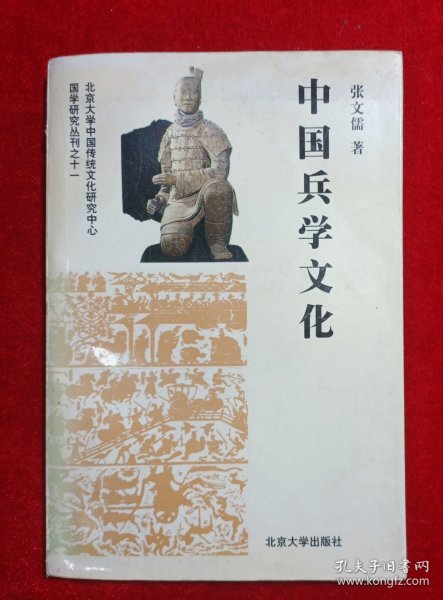 张文儒 著
中国兵学文化
北京大学中国传统文化研究中心
国学研究丛刊之十一
北京大学出版社
孔夫子旧书网
www.kongfz.com